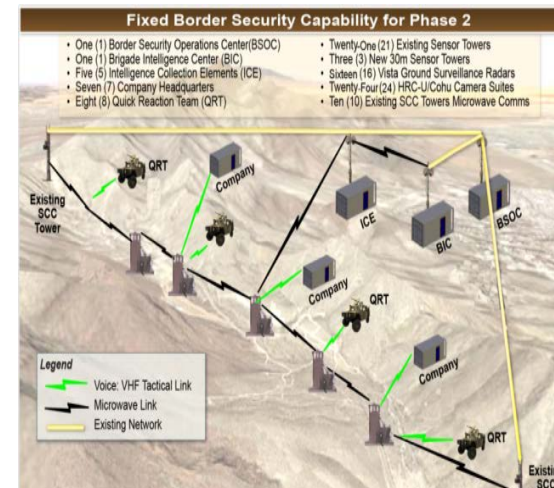 Fixed Border Security Capability for Phase 2
• One (1) Border Security Operations Center(BSOC)
• One (1) Brigade Intelligence Center (BIC)
• Five (5) Intelligence Collection Elements (ICE)
• Seven (7) Company Headquarters
• Eight (8) Quick Reaction Team (QRT)
• Twenty-One (21) Existing Sensor Towers
• Three (3) New 30m Sensor Towers
• Sixteen (16) Vista Ground Surveillance Radars
• Twenty-Four (24) HRC-U/Cohu Camera Suites
• Ten (10) Existing SCC Towers Microwave Comms
Existing
SCC
Tower
QRT
Company
ICE
BIC
BSOC
Company
QRT
Company
QRT
Legend
Voice: VHF Tactical Link
Microwave Link
Existing Network
Existi
SCC